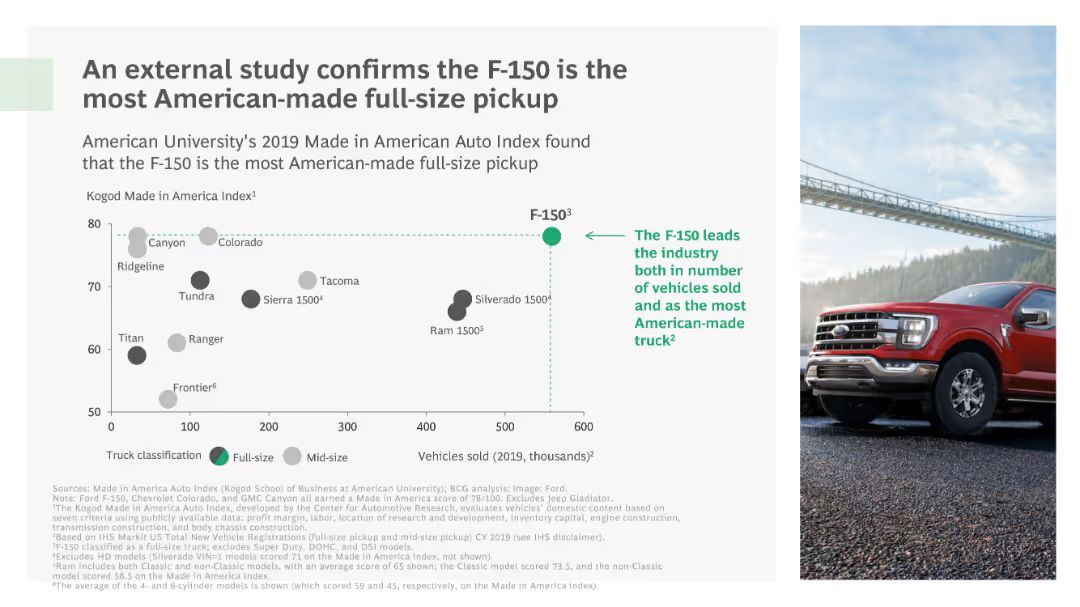 An external study confirms the F-150 is the
most American-made full-size pickup
American University's 2019 Made in American Auto Index found
that the F-150 is the most American-made full-size pickup
Kogod Made in America Index¹
F-150³
80
70
60
50
Canyon
Colorado
Ridgeline
Tundra
Sierra 1500⁴
Tacoma
Silverado 1500⁴
Ram 1500⁵
Titan
Ranger
Frontier⁶
The F-150 leads
the industry
both in number
of vehicles sold
and as the most
American-made
truck²
0 100 200 300 400 500 600
Truck classification Full-size Mid-size
Vehicles sold (2019, thousands)²
Sources: Made in America Auto Index (Kogod School of Business at American University); BCG analysis; Image: Ford.
Note: Ford F-150, Chevrolet Colorado, and GMC Canyon all earned a Made in America score of 78/100. Excludes Jeep Gladiator.
¹The Kogod Made in America Auto Index, developed by the Center for Automotive Research, evaluates vehicles' domestic content based on
seven criteria using publicly available data: profit margin, labor, location of research and development, inventory capital, engine construction,
transmission construction, and body chassis construction.
²Based on IHS Markit US Total New Vehicle Registrations (full-size pickup and mid-size pickup) CY 2019 (see IHS disclaimer).
³F-150 classified as a full-size truck; excludes Super Duty, DOHC, and DSI models.
⁴Excludes HD models (Silverado VIN=1 models scored 71 on the Made in America Index, not shown).
⁵Ram includes both Classic and non-Classic models, with an average score of 65 shown; the Classic model scored 73.5, and the non-Classic
model scored 58.5 on the Made in America Index.
⁶The average of the 4- and 6-cylinder models is shown (which scored 59 and 45, respectively, on the Made in America Index).